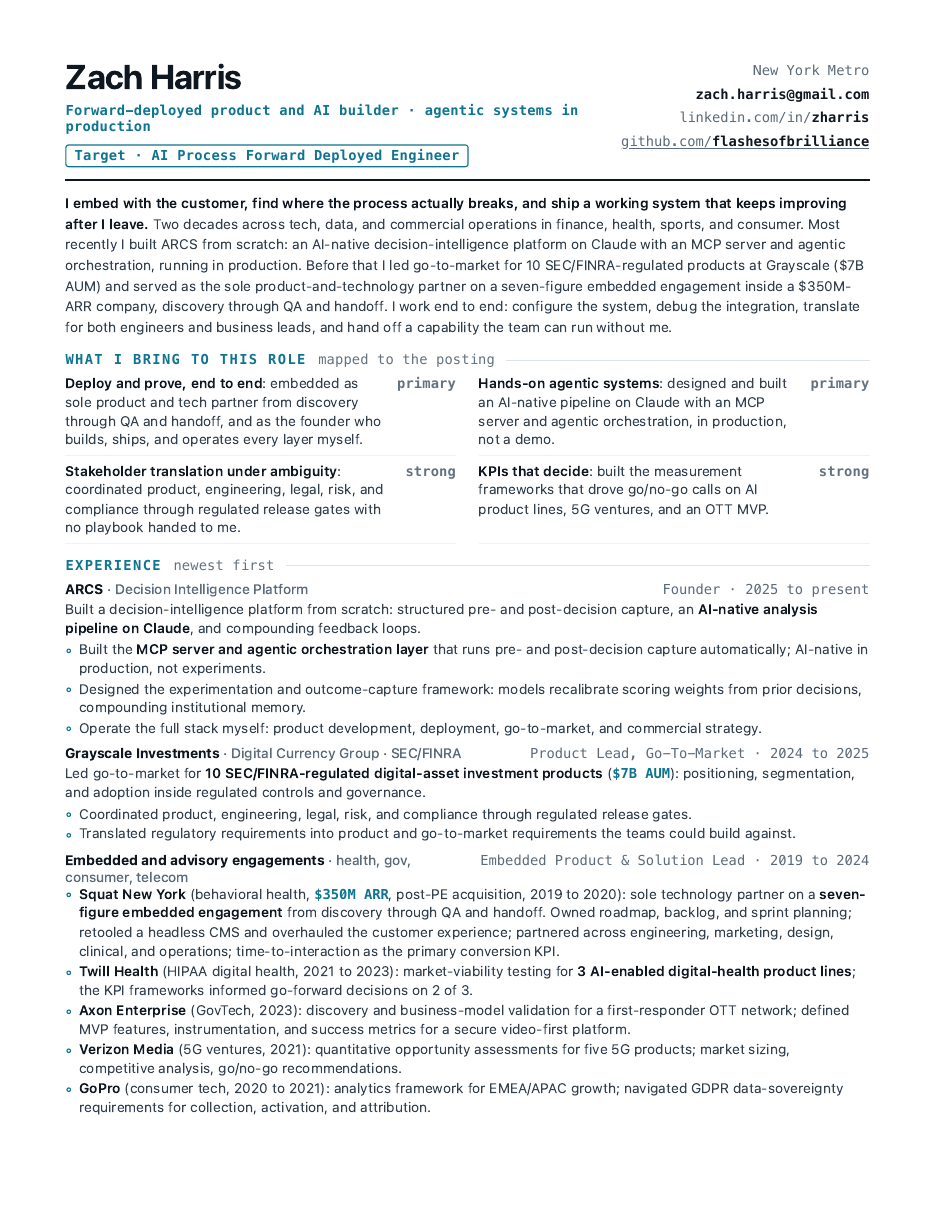 Zach Harris
New York Metro
zach.harris@gmail.com
linkedin.com/in/zharris
github.com/flashesofbrilliance
Forward-deployed product and AI builder · agentic systems in
production
Target · AI Process Forward Deployed Engineer
I embed with the customer, find where the process actually breaks, and ship a working system that keeps improving
after I leave. Two decades across tech, data, and commercial operations in finance, health, sports, and consumer. Most
recently I built ARCS from scratch: an AI-native decision-intelligence platform on Claude with an MCP server and agentic
orchestration, running in production. Before that I led go-to-market for 10 SEC/FINRA-regulated products at Grayscale ($7B
AUM) and served as the sole product-and-technology partner on a seven-figure embedded engagement inside a $350M-
ARR company, discovery through QA and handoff. I work end to end: configure the system, debug the integration, translate
for both engineers and business leads, and hand off a capability the team can run without me.
WHAT I BRING TO THIS ROLE mapped to the posting
Deploy and prove, end to end: embedded as primary
sole product and tech partner from discovery
through QA and handoff, and as the founder who
builds, ships, and operates every layer myself.
Hands-on agentic systems: designed and built primary
an AI-native pipeline on Claude with an MCP
server and agentic orchestration, in production,
not a demo.
Stakeholder translation under ambiguity: strong
coordinated product, engineering, legal, risk, and
compliance through regulated release gates with
no playbook handed to me.
KPIs that decide: built the measurement strong
frameworks that drove go/no-go calls on AI
product lines, 5G ventures, and an OTT MVP.
EXPERIENCE newest first
ARCS · Decision Intelligence Platform Founder · 2025 to present
Built a decision-intelligence platform from scratch: structured pre- and post-decision capture, an AI-native analysis
pipeline on Claude, and compounding feedback loops.
Built the MCP server and agentic orchestration layer that runs pre- and post-decision capture automatically; AI-native in
production, not experiments.
Designed the experimentation and outcome-capture framework: models recalibrate scoring weights from prior decisions,
compounding institutional memory.
Operate the full stack myself: product development, deployment, go-to-market, and commercial strategy.
Grayscale Investments · Digital Currency Group · SEC/FINRA Product Lead, Go-To-Market · 2024 to 2025
Led go-to-market for 10 SEC/FINRA-regulated digital-asset investment products ($7B AUM): positioning, segmentation,
and adoption inside regulated controls and governance.
Coordinated product, engineering, legal, risk, and compliance through regulated release gates.
Translated regulatory requirements into product and go-to-market requirements the teams could build against.
Embedded and advisory engagements · health, gov, Embedded Product & Solution Lead · 2019 to 2024
consumer, telecom
Squat New York (behavioral health, $350M ARR, post-PE acquisition, 2019 to 2020): sole technology partner on a seven-
figure embedded engagement from discovery through QA and handoff. Owned roadmap, backlog, and sprint planning;
retooled a headless CMS and overhauled the customer experience; partnered across engineering, marketing, design,
clinical, and operations; time-to-interaction as the primary conversion KPI.
Twill Health (HIPAA digital health, 2021 to 2023): market-viability testing for 3 AI-enabled digital-health product lines;
the KPI frameworks informed go-forward decisions on 2 of 3.
Axon Enterprise (GovTech, 2023): discovery and business-model validation for a first-responder OTT network; defined
MVP features, instrumentation, and success metrics for a secure video-first platform.
Verizon Media (5G ventures, 2021): quantitative opportunity assessments for five 5G products; market sizing,
competitive analysis, go/no-go recommendations.
GoPro (consumer tech, 2020 to 2021): analytics framework for EMEA/APAC growth; navigated GDPR data-sovereignty
requirements for collection, activation, and attribution.